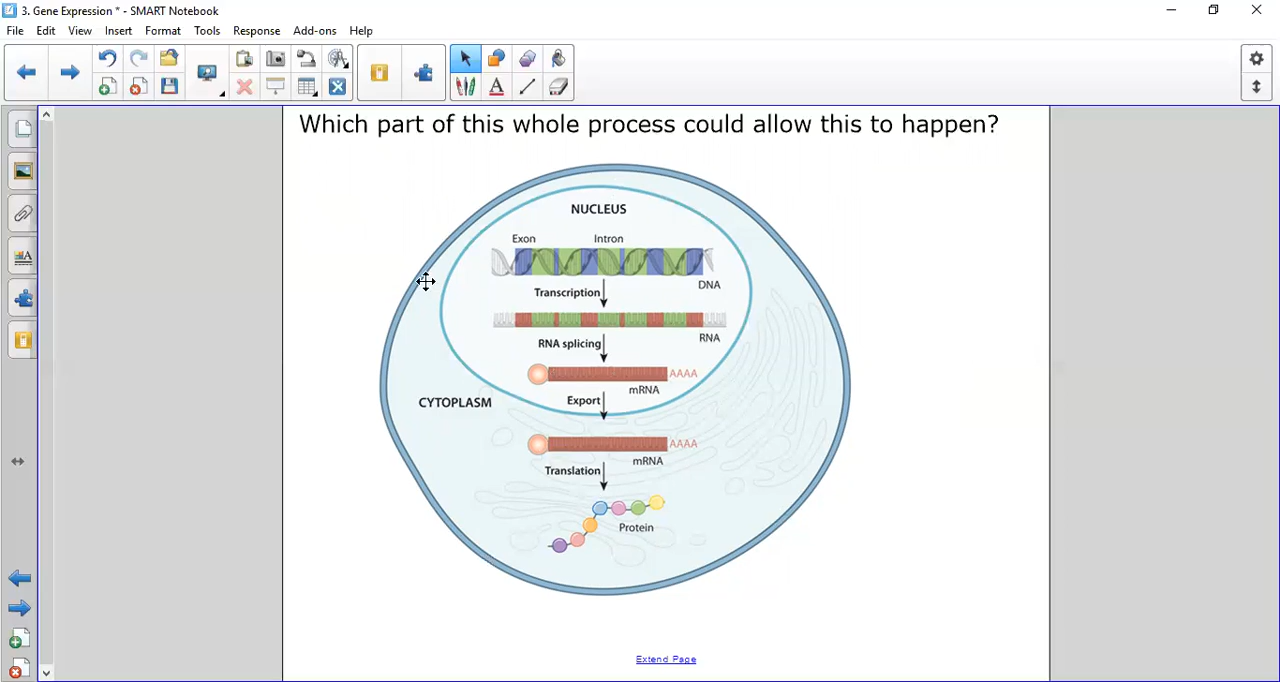 3. Gene Expression * - SMART Notebook
File Edit View Insert Format Tools Response Add-ons Help
Which part of this whole process could allow this to happen?
NUCLEUS
Exon Intron
DNA
Transcription
RNA
RNA splicing
AAAA
mRNA
Export
CYTOPLASM
AAAA
mRNA
Translation
Protein
Extend Page